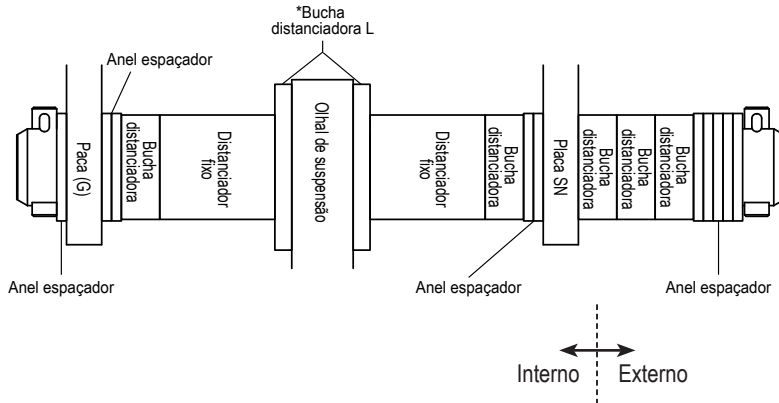 *Bucha
distanciadora L
Anel espaçador
Paca (G)
Bucha
distanciadora
Distanciador
fixo
Olhal de suspensão
Distanciador
fixo
Bucha
distanciadora
Placa SN
Bucha
distanciadora
Bucha
distanciadora
Bucha
distanciadora
Anel espaçador
Anel espaçador
Anel espaçador
Interno
Externo